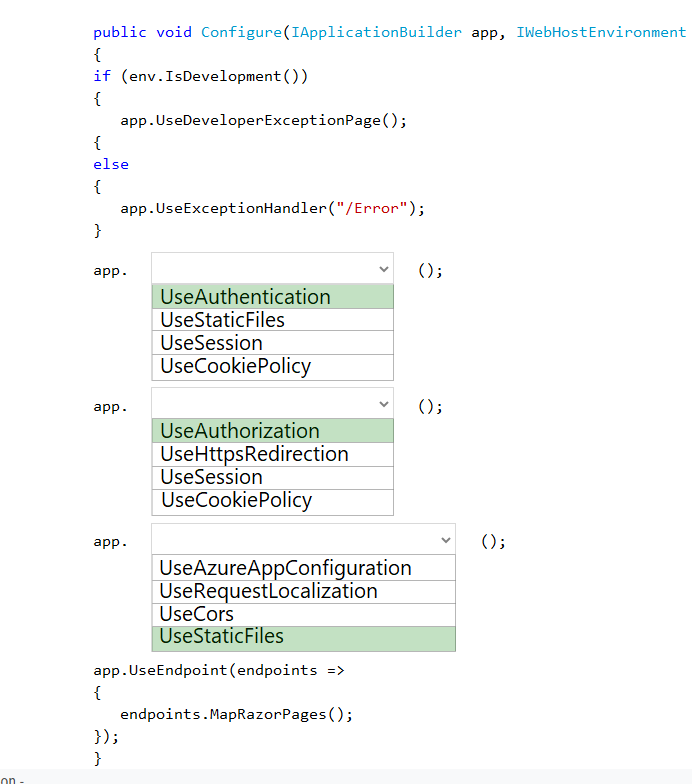 public void Configure(IApplicationBuilder app, IWebHostEnvironment
{
if (env.IsDevelopment())
{
app.UseDeveloperExceptionPage();
{
else
{
app.UseExceptionHandler("/Error");
}
app. ();
UseAuthentication
UseStaticFiles
UseSession
UseCookiePolicy
app. ();
UseAuthorization
UseHttpsRedirection
UseSession
UseCookiePolicy
app. ();
UseAzureAppConfiguration
UseRequestLocalization
UseCors
UseStaticFiles
app.UseEndpoint(endpoints =>
{
endpoints.MapRazorPages();
});
}
on -